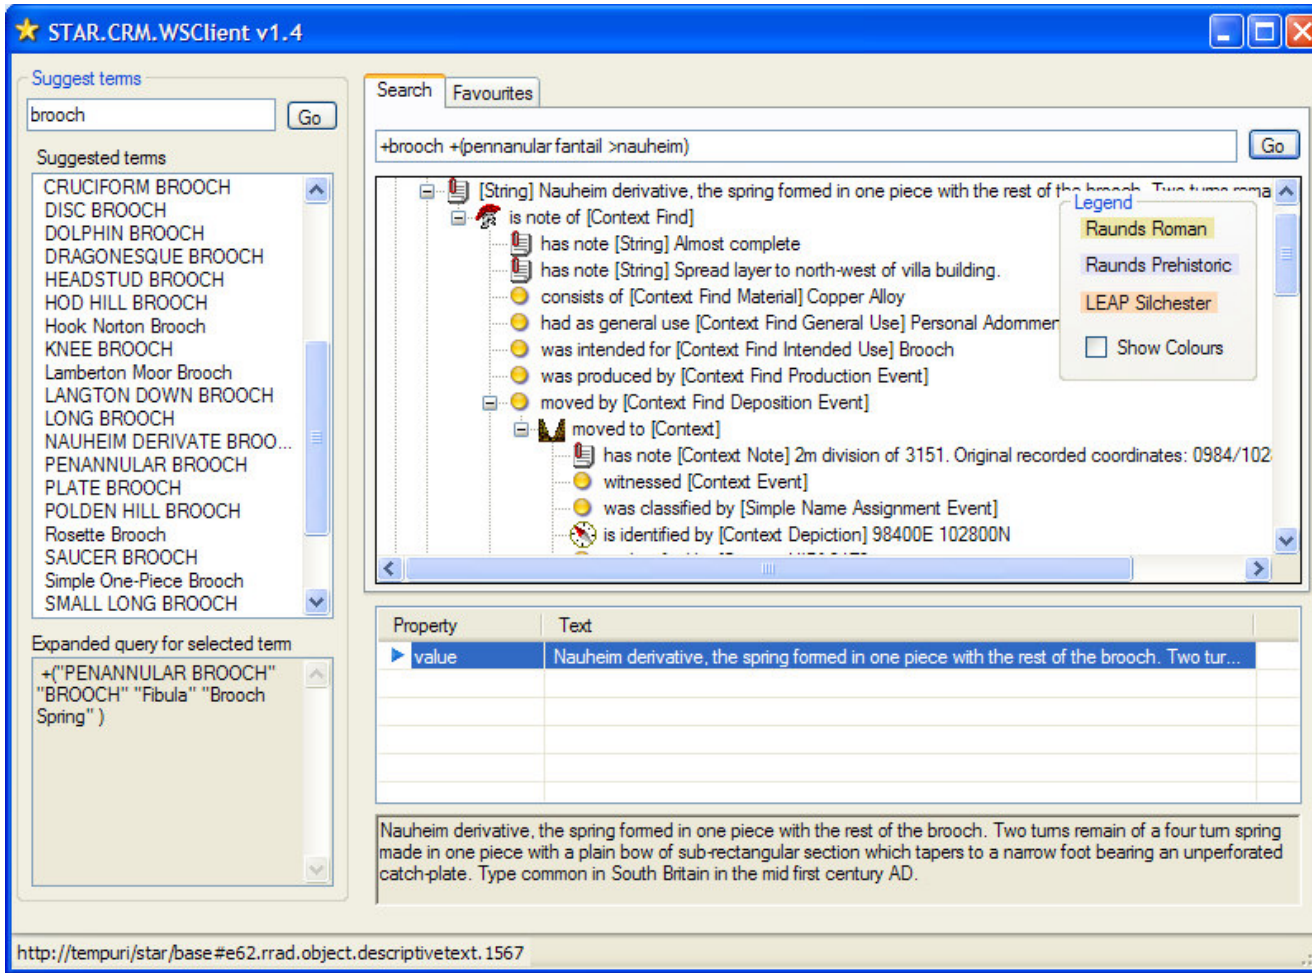 STAR.CRM.WSClient v1.4
Suggest terms
brooch
Go
Suggested terms
CRUCIFORM BROOCH
DISC BROOCH
DOLPHIN BROOCH
DRAGONESQUE BROOCH
HEADSTUD BROOCH
HOD HILL BROOCH
Hook Norton Brooch
KNEE BROOCH
Lamberton Moor Brooch
LANGTON DOWN BROOCH
LONG BROOCH
NAUHEIM DERIVATE BROO...
PENANNULAR BROOCH
PLATE BROOCH
POLDEN HILL BROOCH
Rosette Brooch
SAUCER BROOCH
Simple One-Piece Brooch
SMALL LONG BROOCH
Expanded query for selected term
+("PENANNULAR BROOCH"
"BROOCH" "Fibula" "Brooch
Spring" )
Search Favourites
+brooch +(pennanular fantail >nauheim)
Go
[String] Nauheim derivative, the spring formed in one piece with the rest of the brooch. Two turns rema
is note of [Context Find]
has note [String] Almost complete
has note [String] Spread layer to north-west of villa building.
consists of [Context Find Material] Copper Alloy
had as general use [Context Find General Use] Personal Adornmen
was intended for [Context Find Intended Use] Brooch
was produced by [Context Find Production Event]
moved by [Context Find Deposition Event]
moved to [Context]
has note [Context Note] 2m division of 3151. Original recorded coordinates: 0984/102
witnessed [Context Event]
was classified by [Simple Name Assignment Event]
is identified by [Context Depiction] 98400E 102800N
Legend
Raunds Roman
Raunds Prehistoric
LEAP Silchester
Show Colours
Property Text
value Nauheim derivative, the spring formed in one piece with the rest of the brooch. Two tur...
Nauheim derivative, the spring formed in one piece with the rest of the brooch. Two turns remain of a four turn spring
made in one piece with a plain bow of sub-rectangular section which tapers to a narrow foot bearing an unperforated
catch-plate. Type common in South Britain in the mid first century AD.
http://tempuri/star/base#e62.rrad.object.descriptivetext.1567